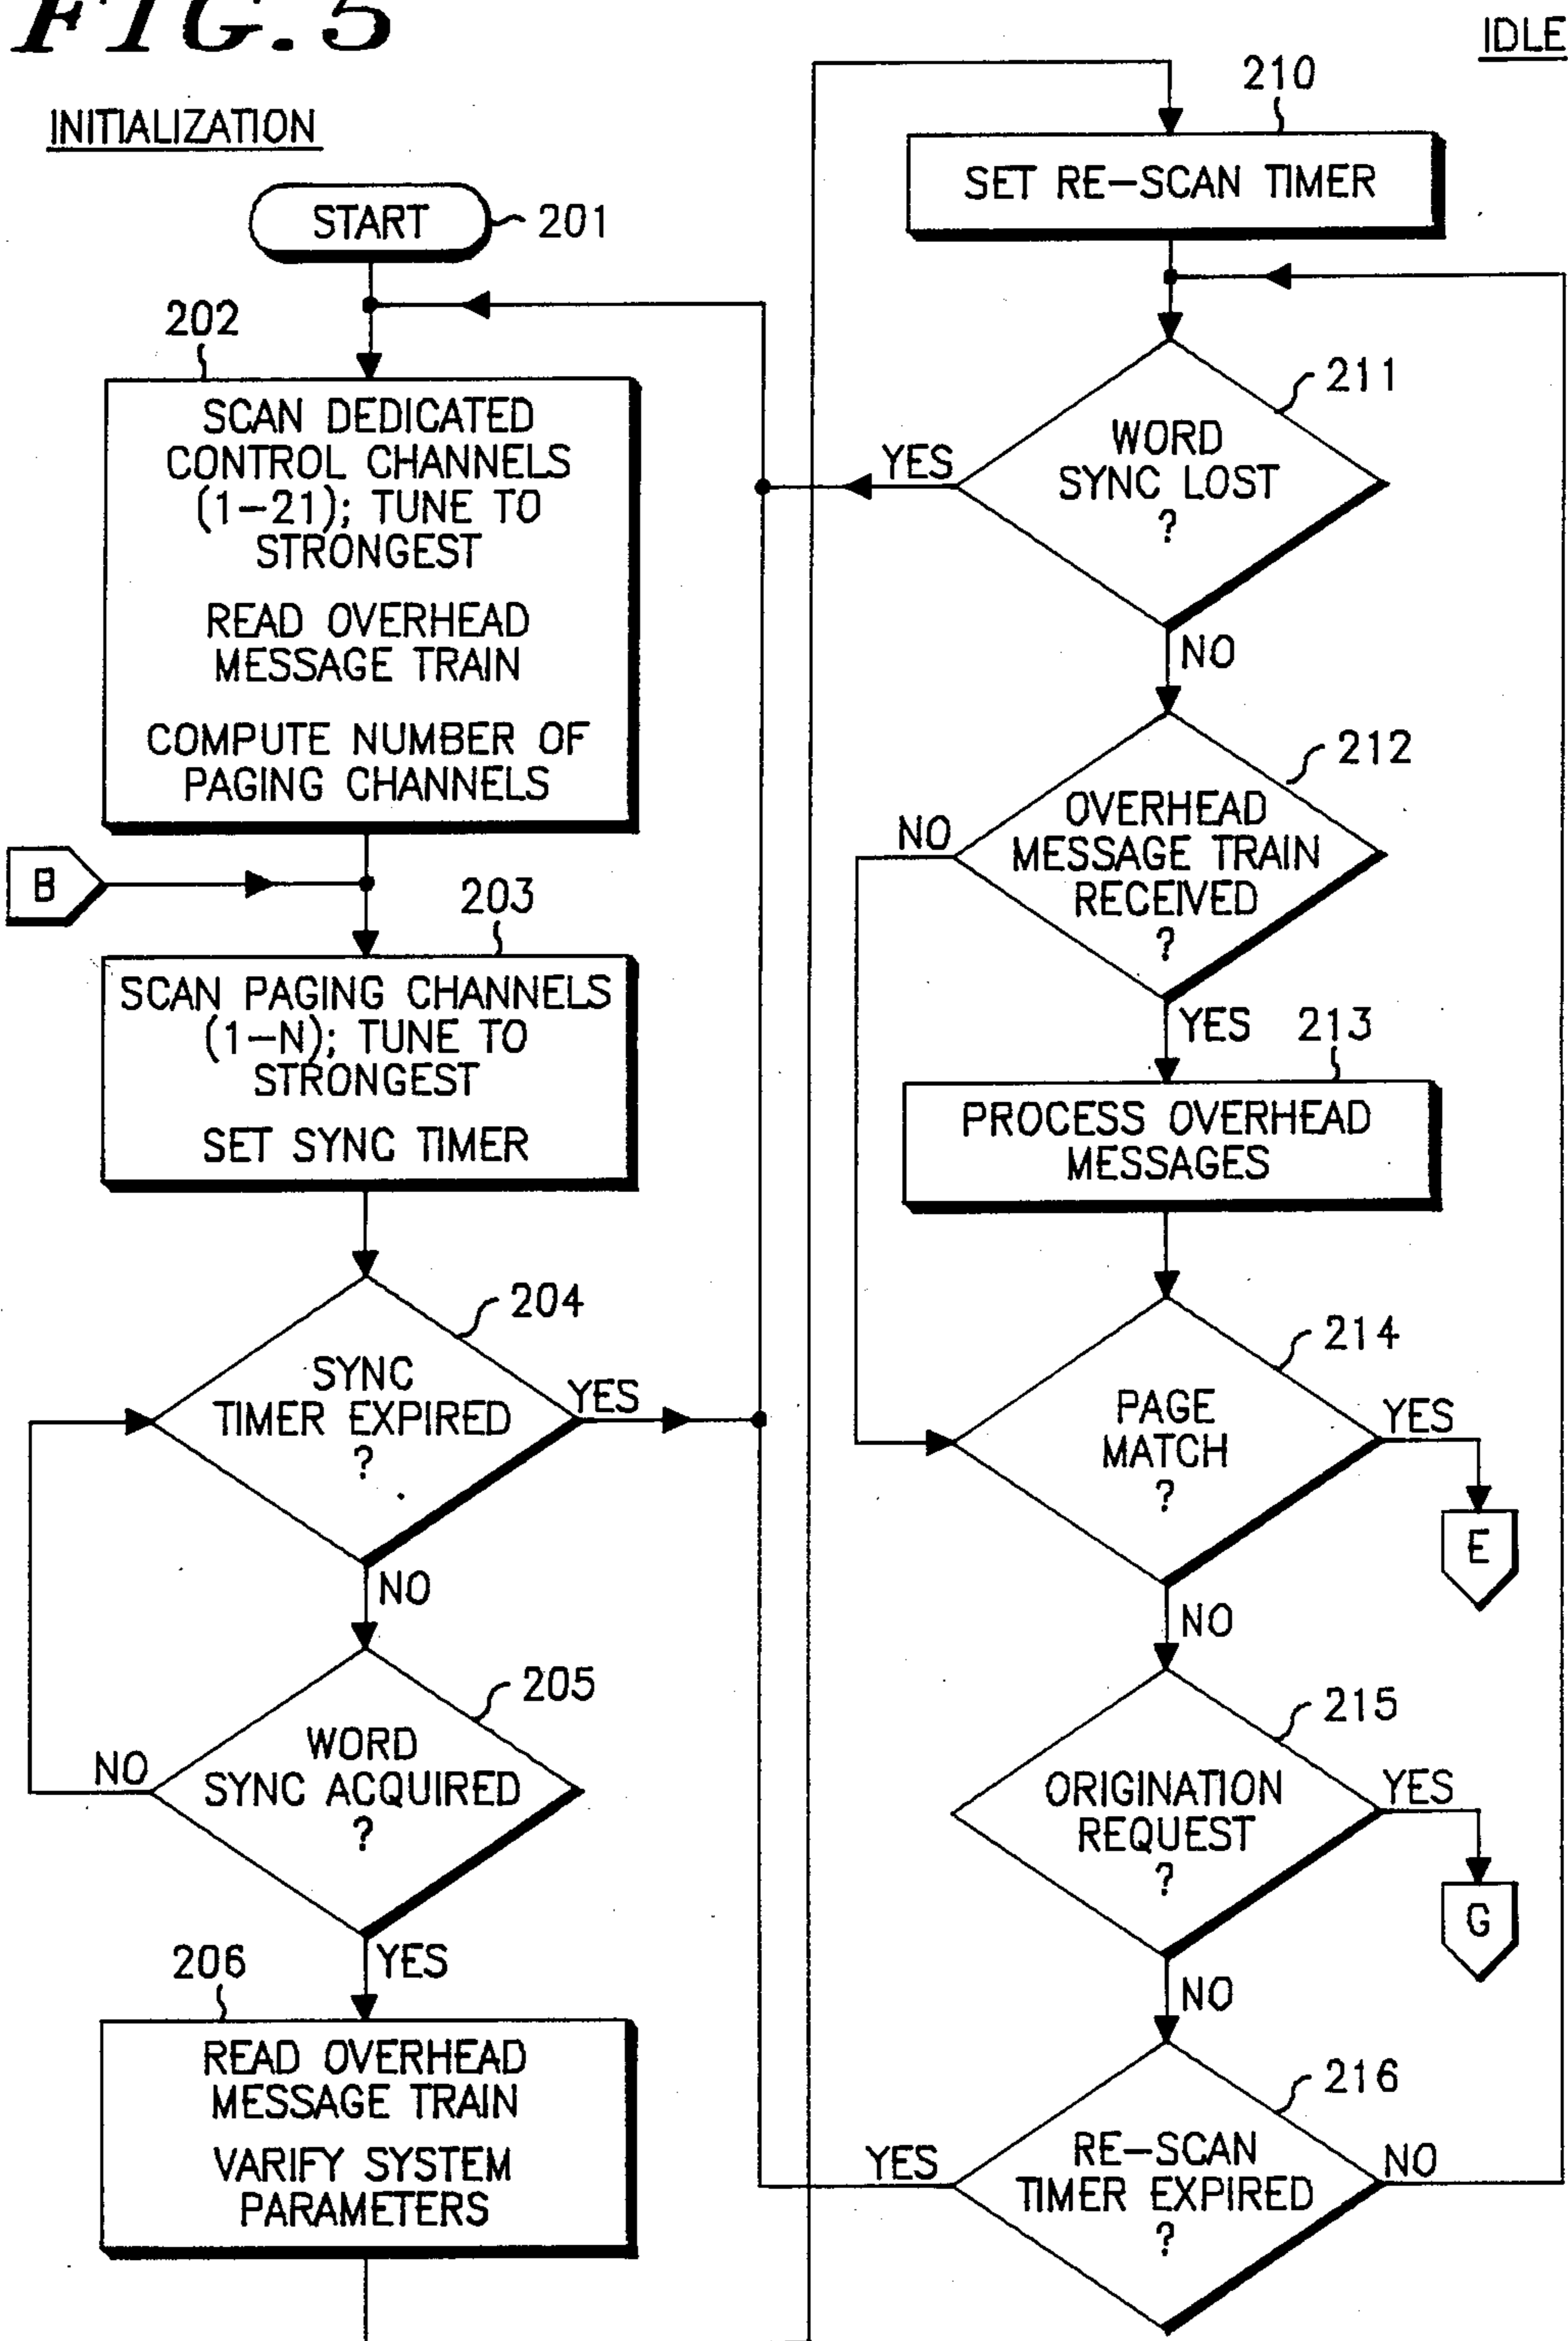 FIG. 5
INITIALIZATION
START
201
202
SCAN DEDICATED
CONTROL CHANNELS
(1-21); TUNE TO
STRONGEST
READ OVERHEAD
MESSAGE TRAIN
COMPUTE NUMBER OF
PAGING CHANNELS
B
203
SCAN PAGING CHANNELS
(1-N); TUNE TO
STRONGEST
SET SYNC TIMER
204
SYNC
TIMER EXPIRED
?
YES
NO
205
WORD
SYNC ACQUIRED
?
NO
YES
206
READ OVERHEAD
MESSAGE TRAIN
VARIFY SYSTEM
PARAMETERS
IDLE
210
SET RE-SCAN TIMER
211
WORD
SYNC LOST
?
YES
NO
212
OVERHEAD
MESSAGE TRAIN
RECEIVED
?
NO
YES
213
PROCESS OVERHEAD
MESSAGES
214
PAGE
MATCH
?
YES
E
NO
215
ORIGINATION
REQUEST
?
YES
G
NO
216
RE-SCAN
TIMER EXPIRED
?
YES
NO